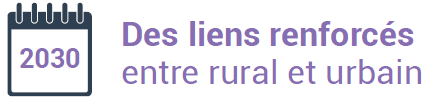 2030
Des liens renforcés
entre rural et urbain